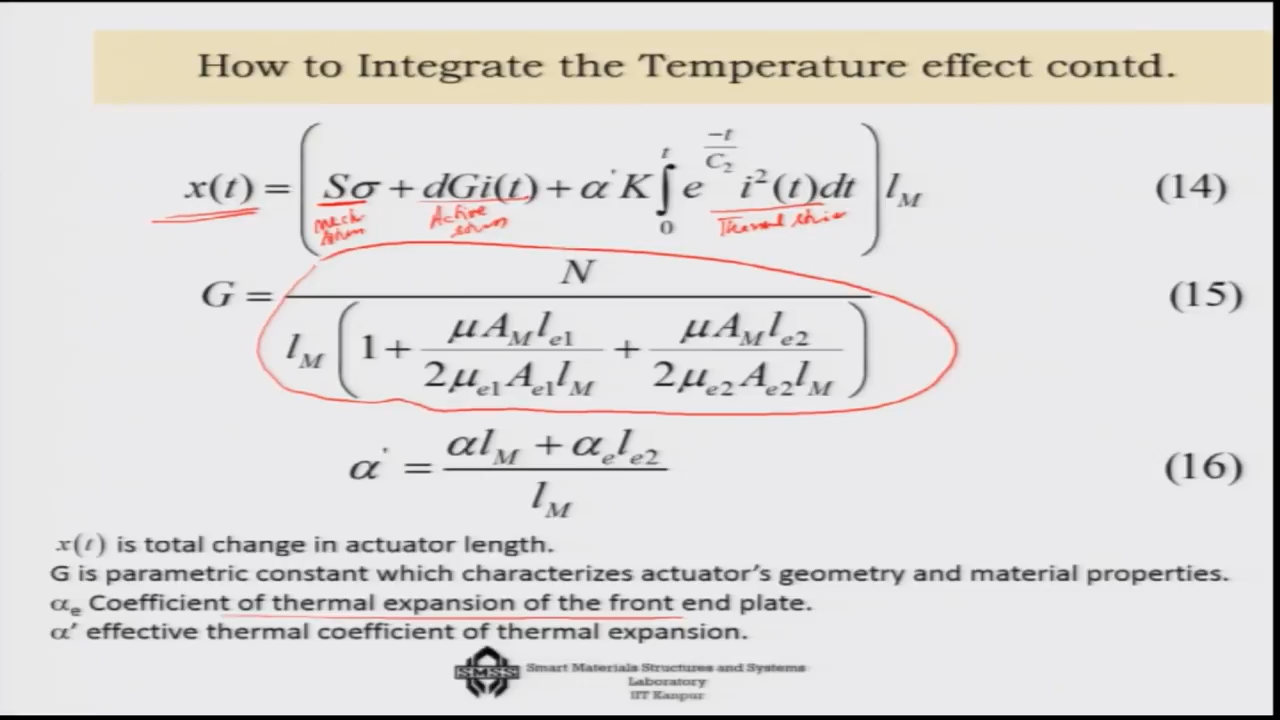 How to Integrate the Temperature effect contd.
x(t) = ( Sσ + dGi(t) + α' K ∫₀ᵗ e^(-t/C₂) i²(t)dt ) l_M (14)
Mech Active Thermal
G = N / ( l_M ( 1 + μA_M l_e1 / 2μ_e1 A_e1 l_M + μA_M l_e2 / 2μ_e2 A_e2 l_M ) ) (15)
α' = (αl_M + α_e l_e2) / l_M (16)
x(t) is total change in actuator length.
G is parametric constant which characterizes actuator's geometry and material properties.
αₑ Coefficient of thermal expansion of the front end plate.
α' effective thermal coefficient of thermal expansion.
SMSS Smart Materials Structures and Systems
Laboratory
IIT Kanpur